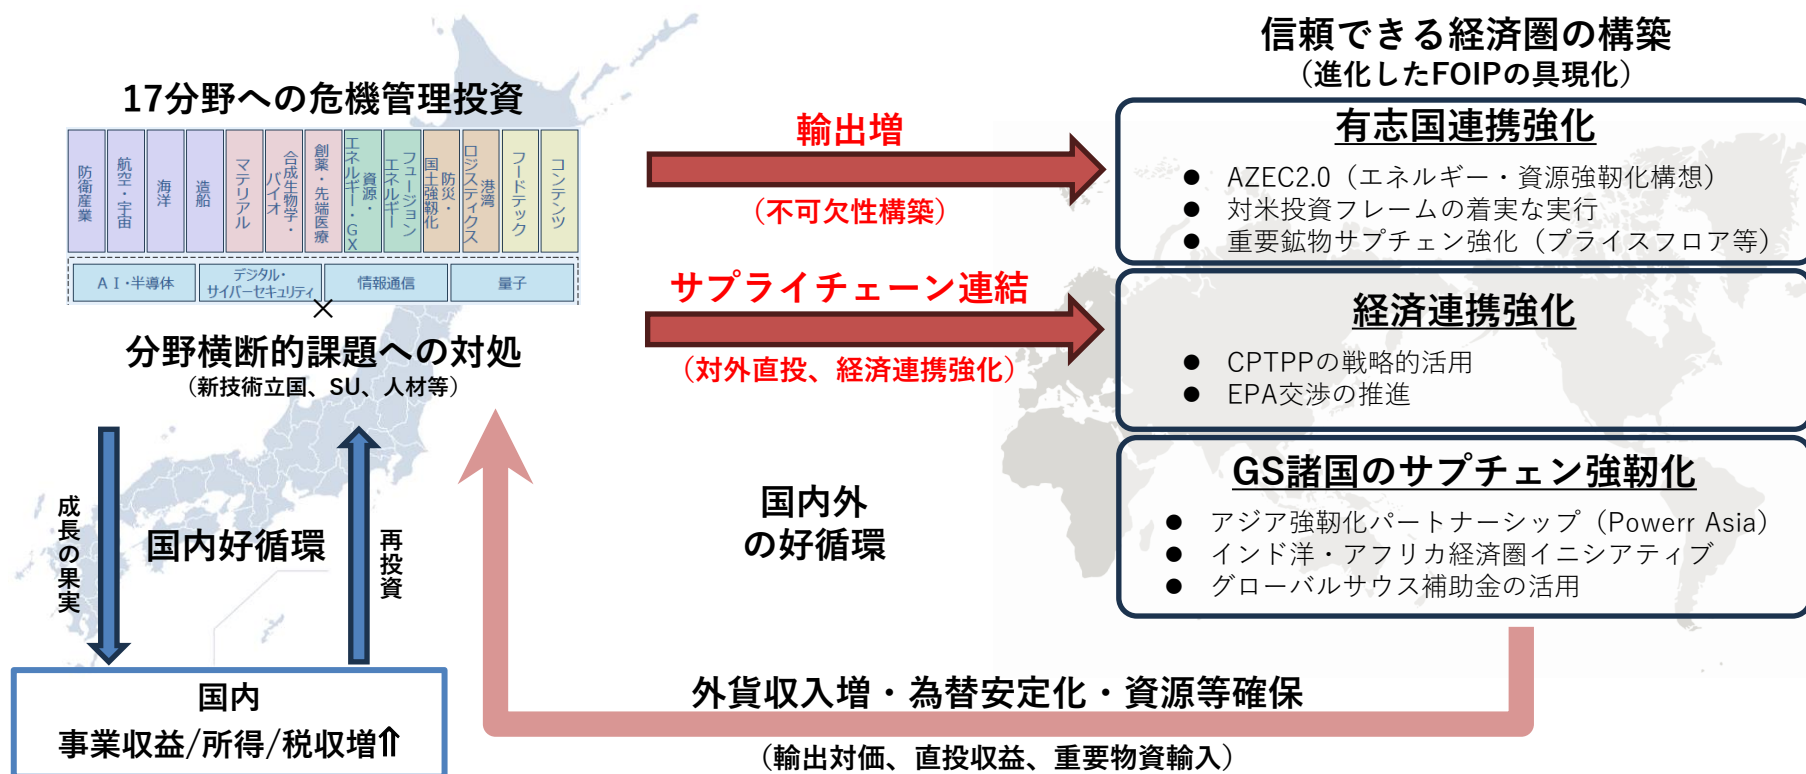 17分野への危機管理投資
防衛産業
航空・宇宙
海洋
造船
マテリアル
合成生物学・
バイオ
創薬・先端医療
資源・
エネルギー・GX
フュージョン
エネルギー
防災・
国土強靱化
港湾
ロジスティクス
フードテック
コンテンツ
ＡＩ・半導体
デジタル・
サイバーセキュリティ
情報通信
量子
×
分野横断的課題への対処
（新技術立国、SU、人材等）
成長の果実
国内好循環
再投資
国内
事業収益/所得/税収増⇑
輸出増
（不可欠性構築）
サプライチェーン連結
（対外直投、経済連携強化）
国内外
の好循環
外貨収入増・為替安定化・資源等確保
（輸出対価、直投収益、重要物資輸入）
信頼できる経済圏の構築
（進化したFOIPの具現化）
有志国連携強化
● AZEC2.0（エネルギー・資源強靭化構想）
● 対米投資フレームの着実な実行
● 重要鉱物サプチェン強化（プライスフロア等）
経済連携強化
● CPTPPの戦略的活用
● EPA交渉の推進
GS諸国のサプチェン強靭化
● アジア強靭化パートナーシップ（Powerr Asia）
● インド洋・アフリカ経済圏イニシアティブ
● グローバルサウス補助金の活用